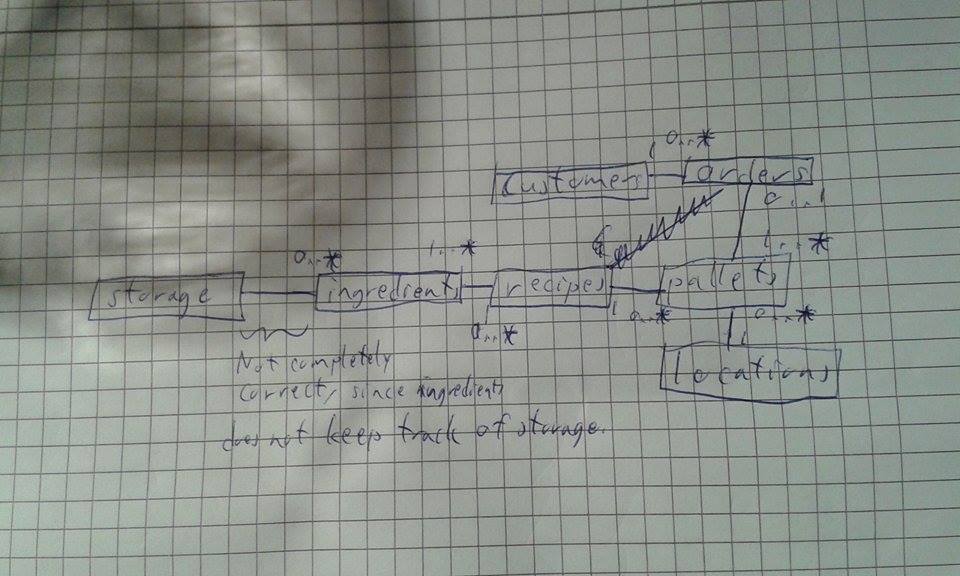 0..*
customers
orders
0...1
0...*
1...*
1...*
storage
ingredients
recipes
pallets
1
0..*
0..*
0...*
1
Not completely
correct, since ingredients
locations
does not keep track of storage.